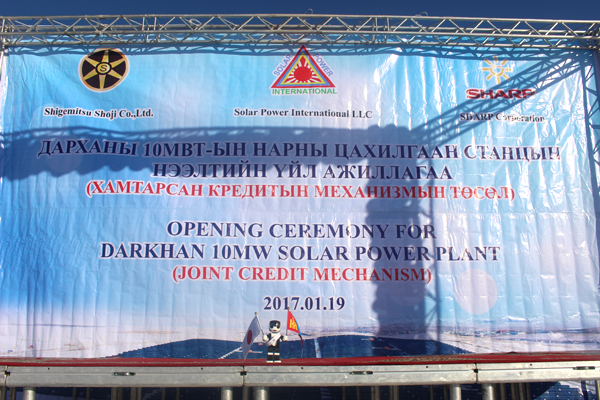 S
SOLAR POWER
INTERNATIONAL
SHARP
Shigemitsu Shoji Co.,Ltd.
Solar Power International LLC
SHARP Corporation
ДАРХАНЫ 10МВТ-ЫН НАРНЫ ЦАХИЛГААН СТАНЦЫН
НЭЭЛТИЙН ҮЙЛ АЖИЛЛАГАА
(ХАМТАРСАН КРЕДИТЫН МЕХАНИЗМЫН ТӨСӨЛ)
OPENING CEREMONY FOR
DARKHAN 10MW SOLAR POWER PLANT
(JOINT CREDIT MECHANISM)
2017.01.19